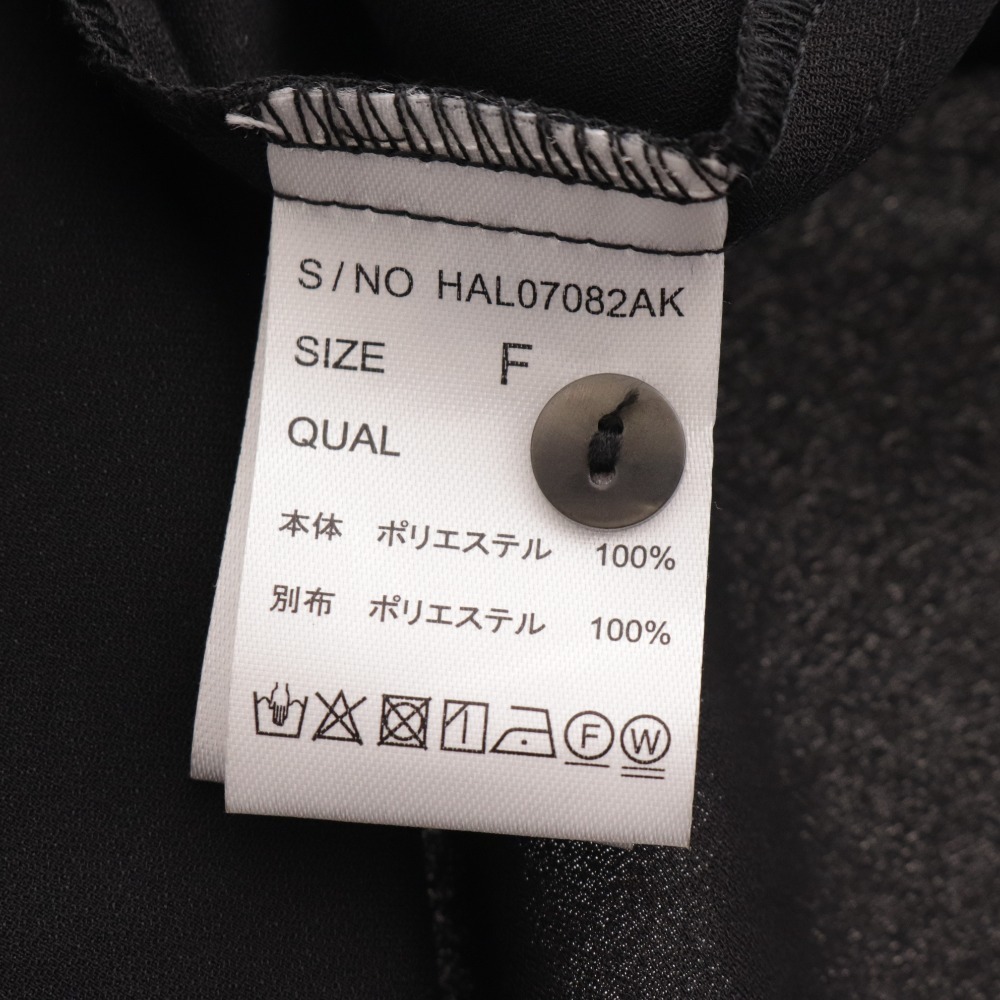 S/NO HAL07082AK
SIZE F
QUAL
本体 ポリエステル 100%
別布 ポリエステル 100%
F W